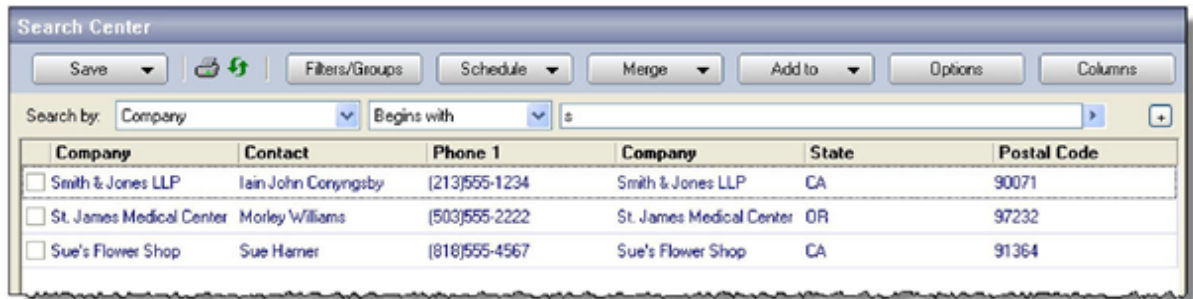 Search Center
Save Filters/Groups Schedule Merge Add to Options Columns
Search by: Company Begins with s +
Company Contact Phone 1 Company State Postal Code
Smith & Jones LLP Iain John Conyngsby (213)555-1234 Smith & Jones LLP CA 90071
St. James Medical Center Morley Williams (503)555-2222 St. James Medical Center OR 97232
Sue's Flower Shop Sue Harner (818)555-4567 Sue's Flower Shop CA 91364